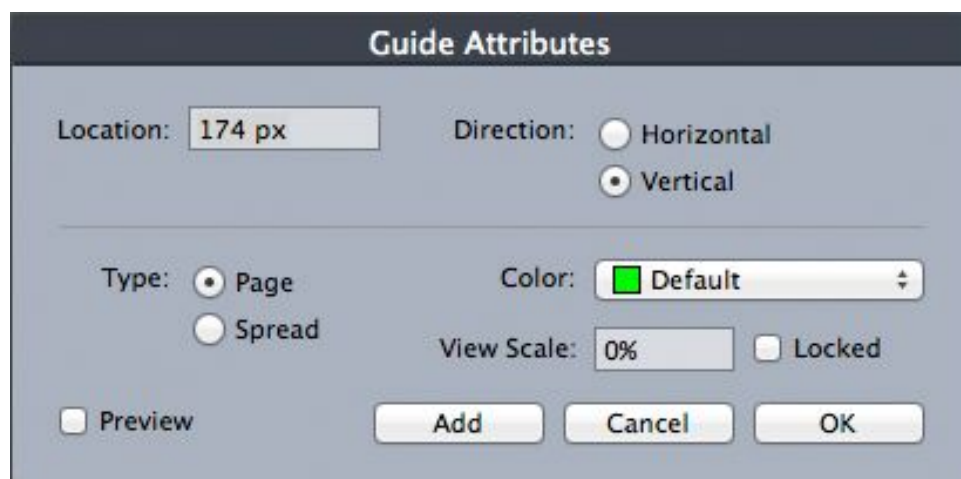 Guide Attributes
Location: 174 px Direction: Horizontal
Vertical
Type: Page Color: Default
Spread
View Scale: 0% Locked
Preview Add Cancel OK